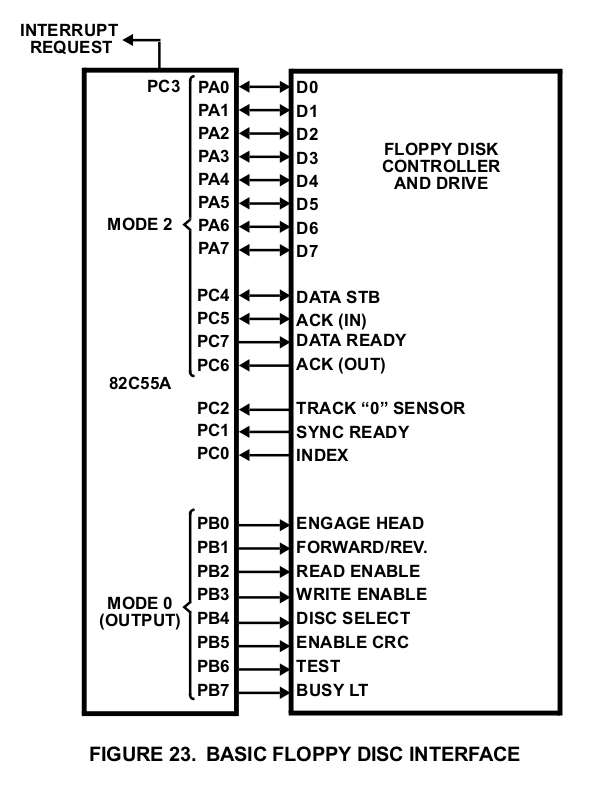 INTERRUPT
REQUEST
PC3 PA0 D0
PA1 D1
PA2 D2
PA3 D3
PA4 D4
PA5 D5
PA6 D6
PA7 D7
MODE 2
FLOPPY DISK
CONTROLLER
AND DRIVE
PC4 DATA STB
PC5 ACK (IN)
PC7 DATA READY
PC6 ACK (OUT)
82C55A
PC2 TRACK “0” SENSOR
PC1 SYNC READY
PC0 INDEX
PB0 ENGAGE HEAD
PB1 FORWARD/REV.
PB2 READ ENABLE
PB3 WRITE ENABLE
PB4 DISC SELECT
PB5 ENABLE CRC
PB6 TEST
PB7 BUSY LT
MODE 0
(OUTPUT)
FIGURE 23. BASIC FLOPPY DISC INTERFACE